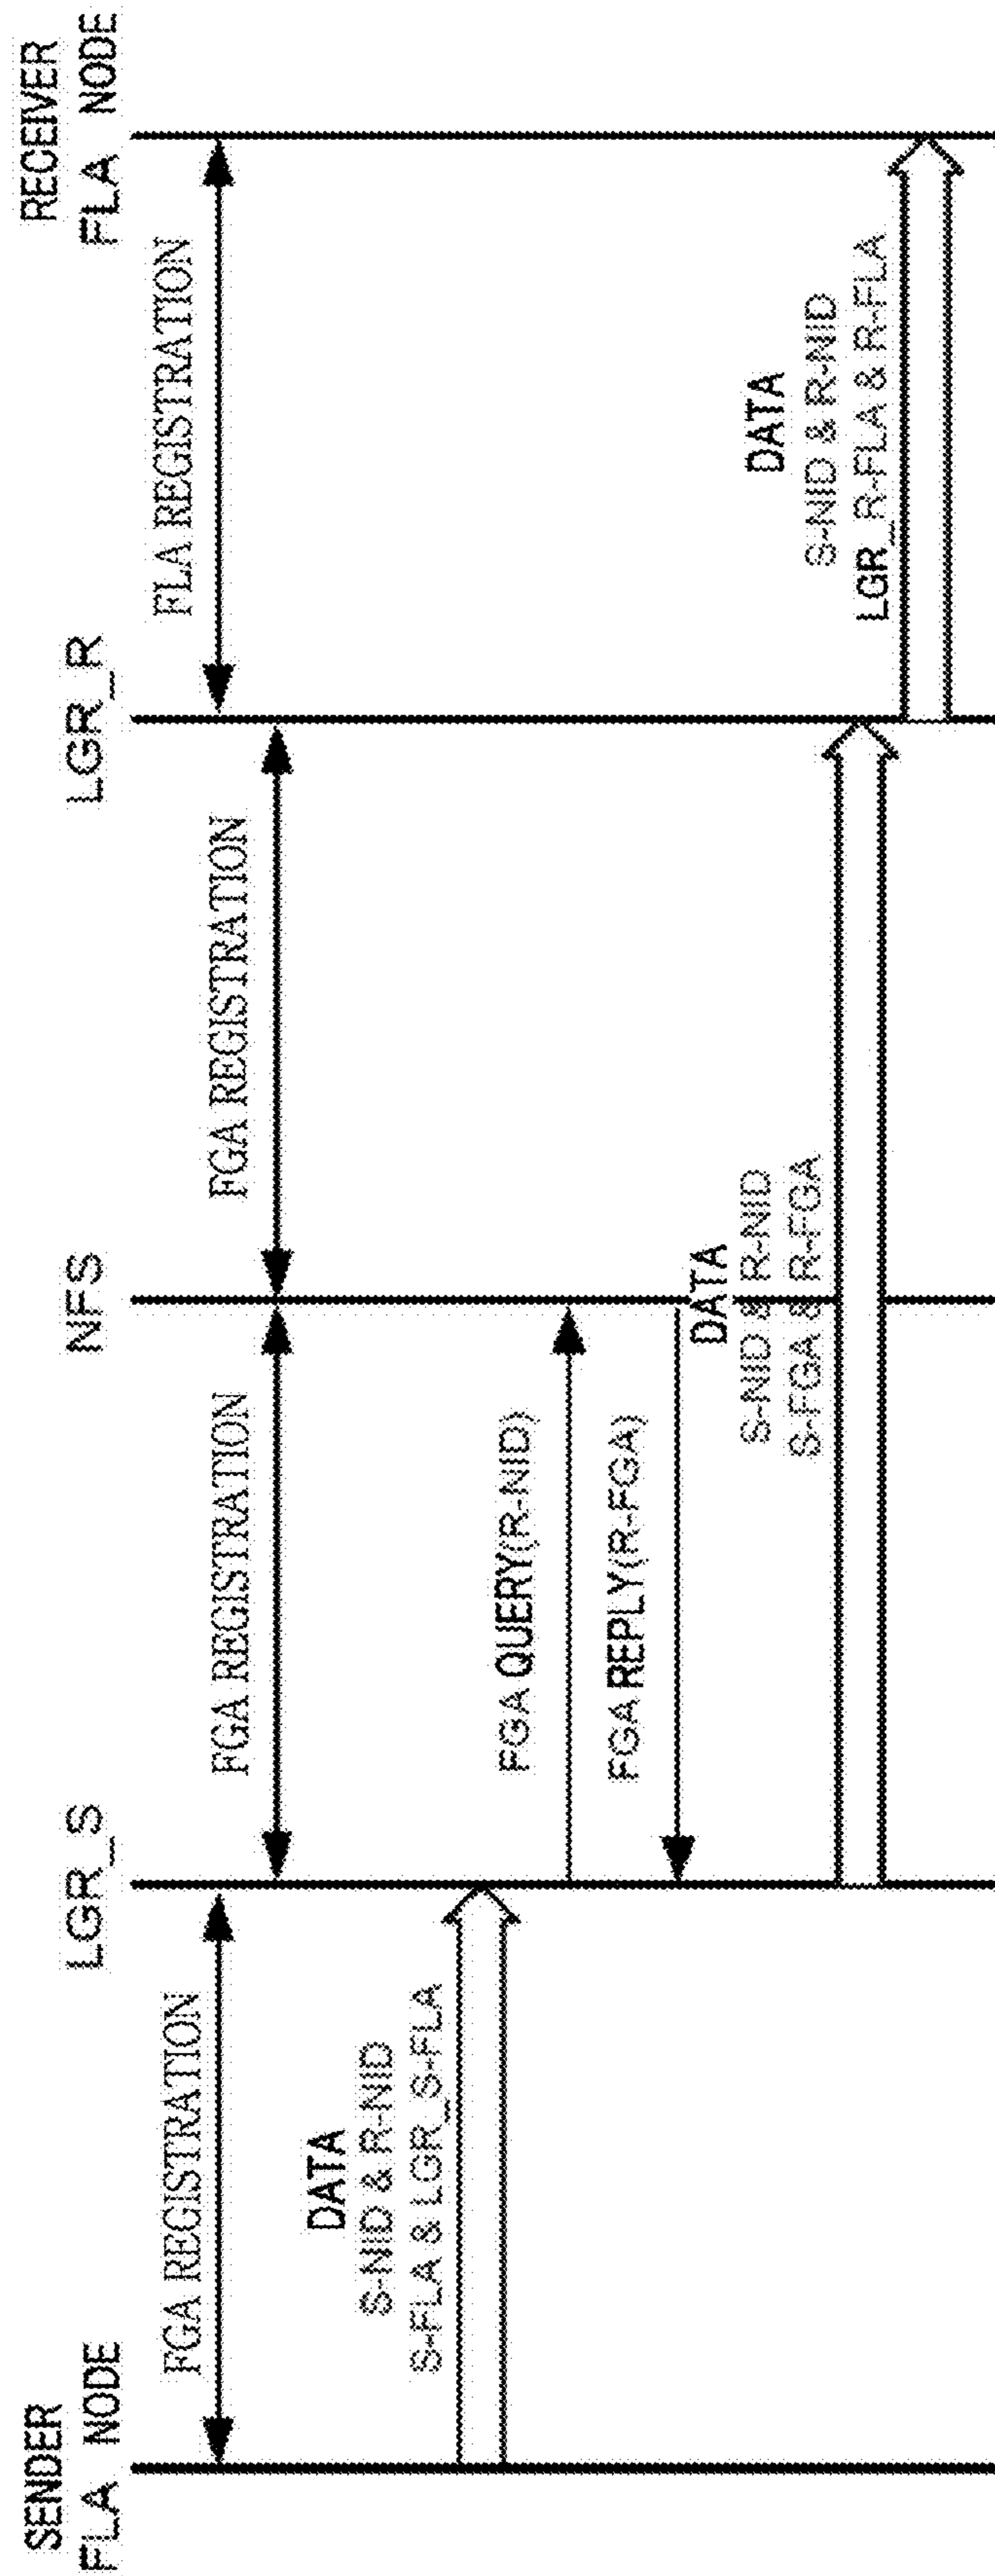 SENDER
FLA NODE
LGR_S
NFS
LGR_R
RECEIVER
FLA NODE
FGA REGISTRATION
FGA REGISTRATION
FGA REGISTRATION
FLA REGISTRATION
DATA
S-NID & R-NID
S-FLA & LGR_S-FLA
FGA QUERY(R-NID)
FGA REPLY(R-FGA)
DATA
S-NID & R-NID
S-FGA & R-FGA
DATA
S-NID & R-NID
LGR_R-FLA & R-FLA